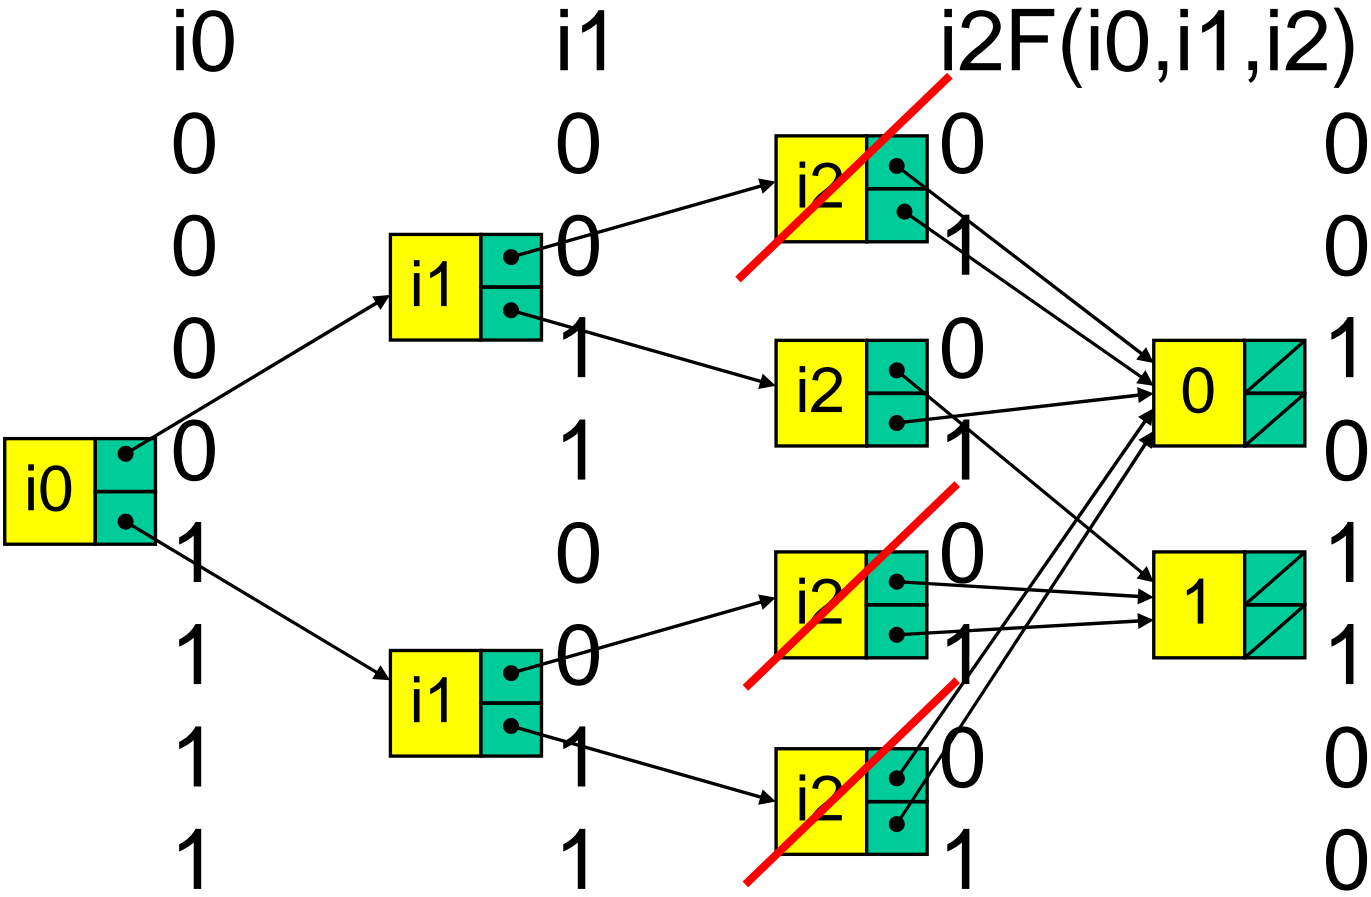 i0 i1 i2F(i0,i1,i2)
0 0 0 0
i2
0 0 1 0
i1
0 1 0 1
i2 0
0 1 1 0
i0
1 0 0 1
i2 1
1 0 1 1
i1
1 1 0 0
i2
1 1 1 0